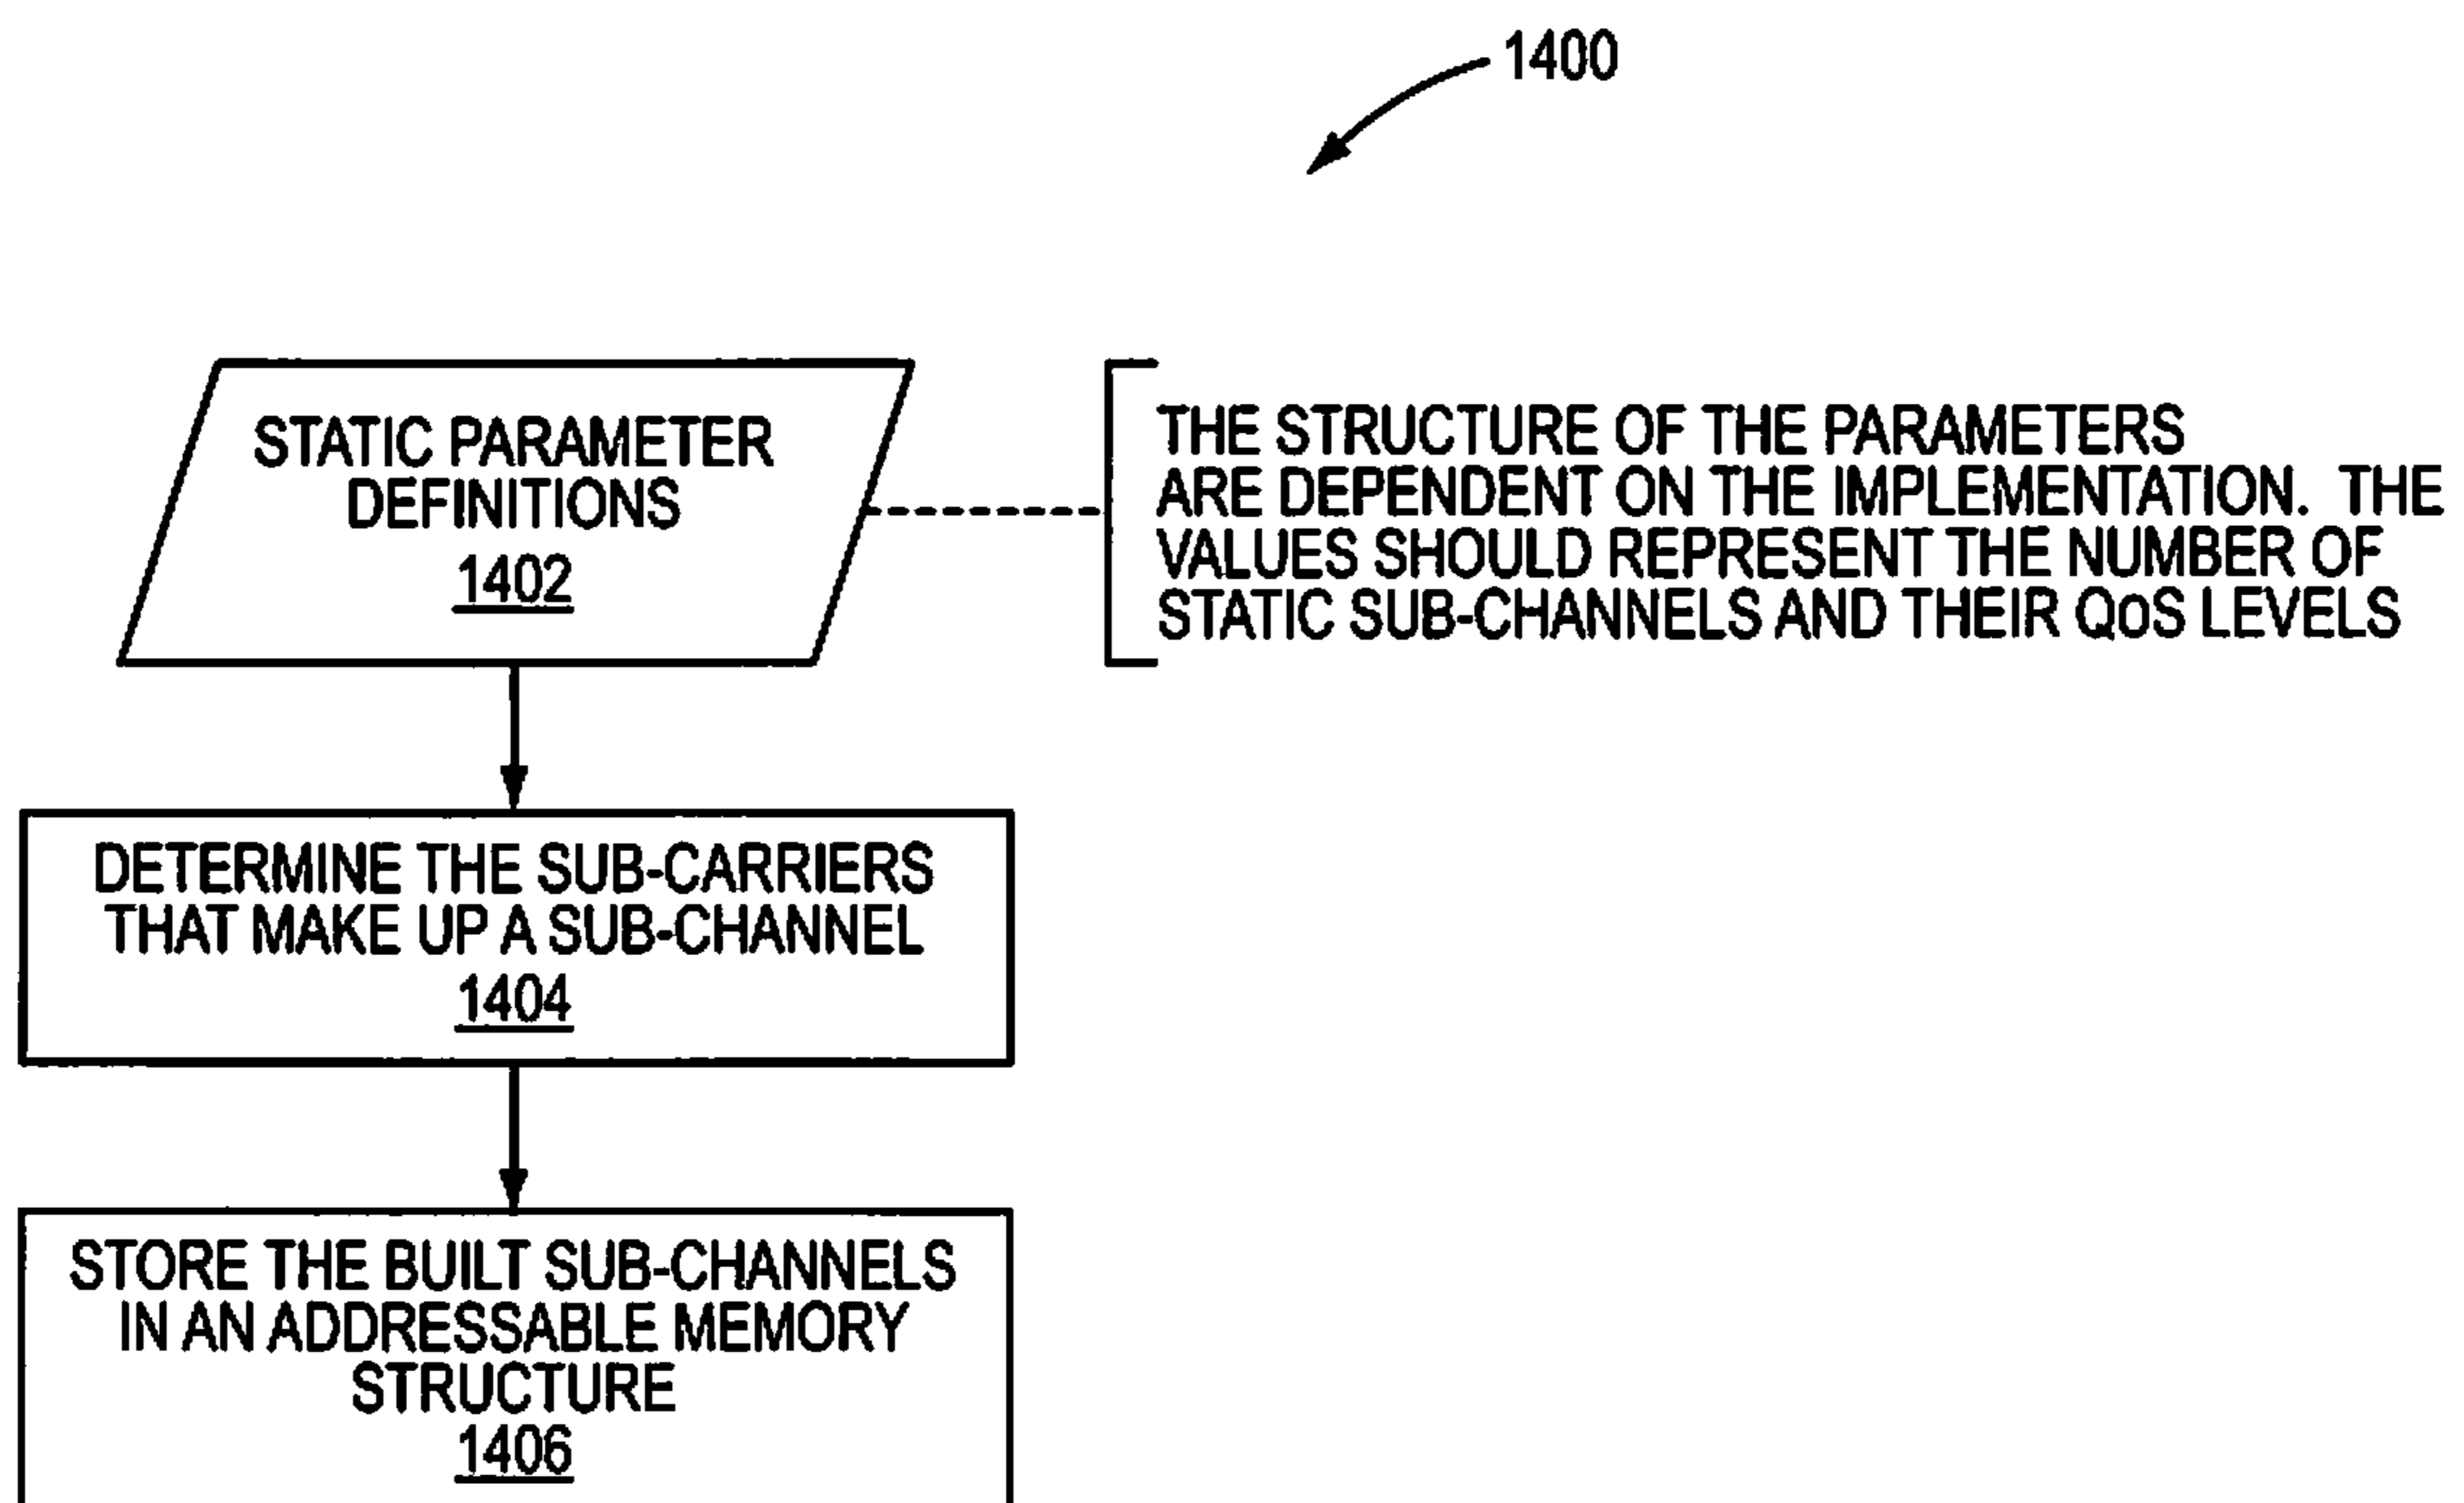 1400
STATIC PARAMETER
DEFINITIONS
1402
THE STRUCTURE OF THE PARAMETERS
ARE DEPENDENT ON THE IMPLEMENTATION. THE
VALUES SHOULD REPRESENT THE NUMBER OF
STATIC SUB-CHANNELS AND THEIR QoS LEVELS
DETERMINE THE SUB-CARRIERS
THAT MAKE UP A SUB-CHANNEL
1404
STORE THE BUILT SUB-CHANNELS
IN AN ADDRESSABLE MEMORY
STRUCTURE
1406